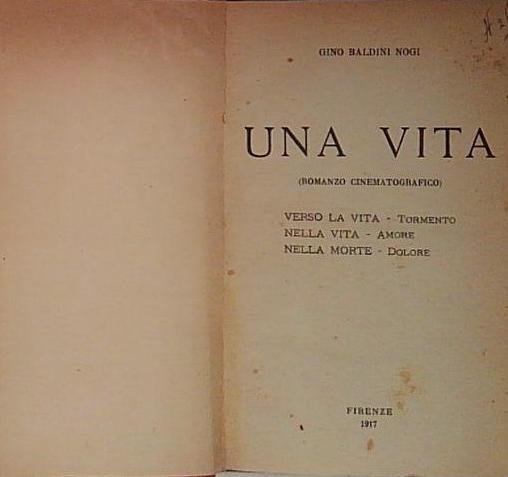 GINO BALDINI NOGI
UNA VITA
(ROMANZO CINEMATOGRAFICO)
VERSO LA VITA - TORMENTO
NELLA VITA - AMORE
NELLA MORTE - DOLORE
FIRENZE
1917